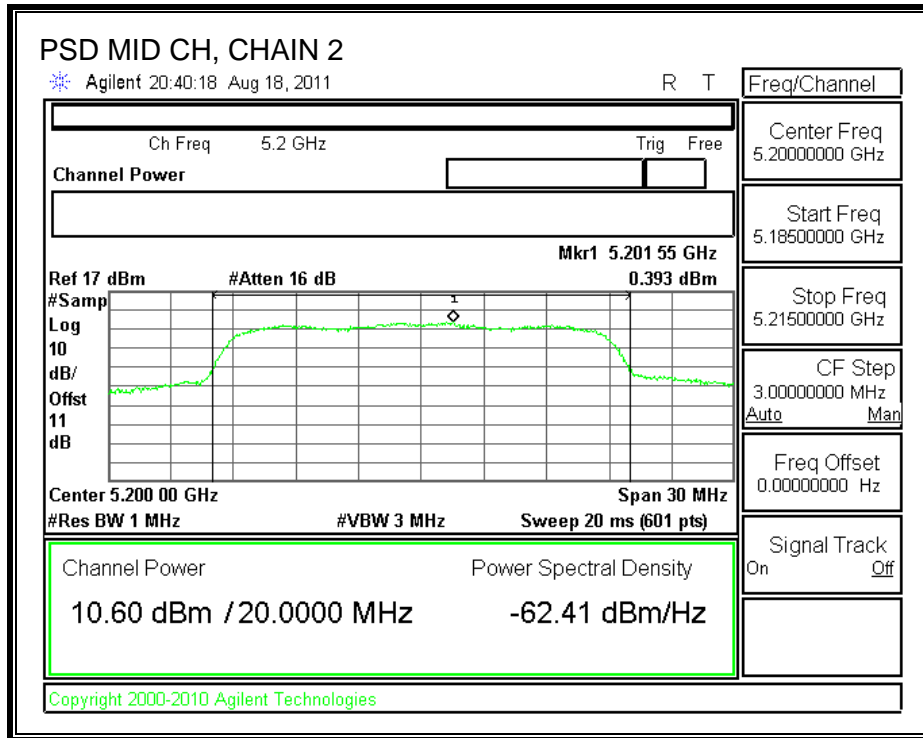 PSD MID CH, CHAIN 2
Agilent 20:40:18 Aug 18, 2011 R T
Freq/Channel
Ch Freq 5.2 GHz Trig Free
Channel Power
Mkr1 5.201 55 GHz
Ref 17 dBm #Atten 16 dB 0.393 dBm
#Samp
Log
10
dB/
Offst
11
dB
1
Center 5.200 00 GHz Span 30 MHz
#Res BW 1 MHz #VBW 3 MHz Sweep 20 ms (601 pts)
Channel Power Power Spectral Density
10.60 dBm / 20.0000 MHz -62.41 dBm/Hz
Copyright 2000-2010 Agilent Technologies
Center Freq
5.20000000 GHz
Start Freq
5.18500000 GHz
Stop Freq
5.21500000 GHz
CF Step
3.00000000 MHz
Auto Man
Freq Offset
0.00000000 Hz
Signal Track
On Off